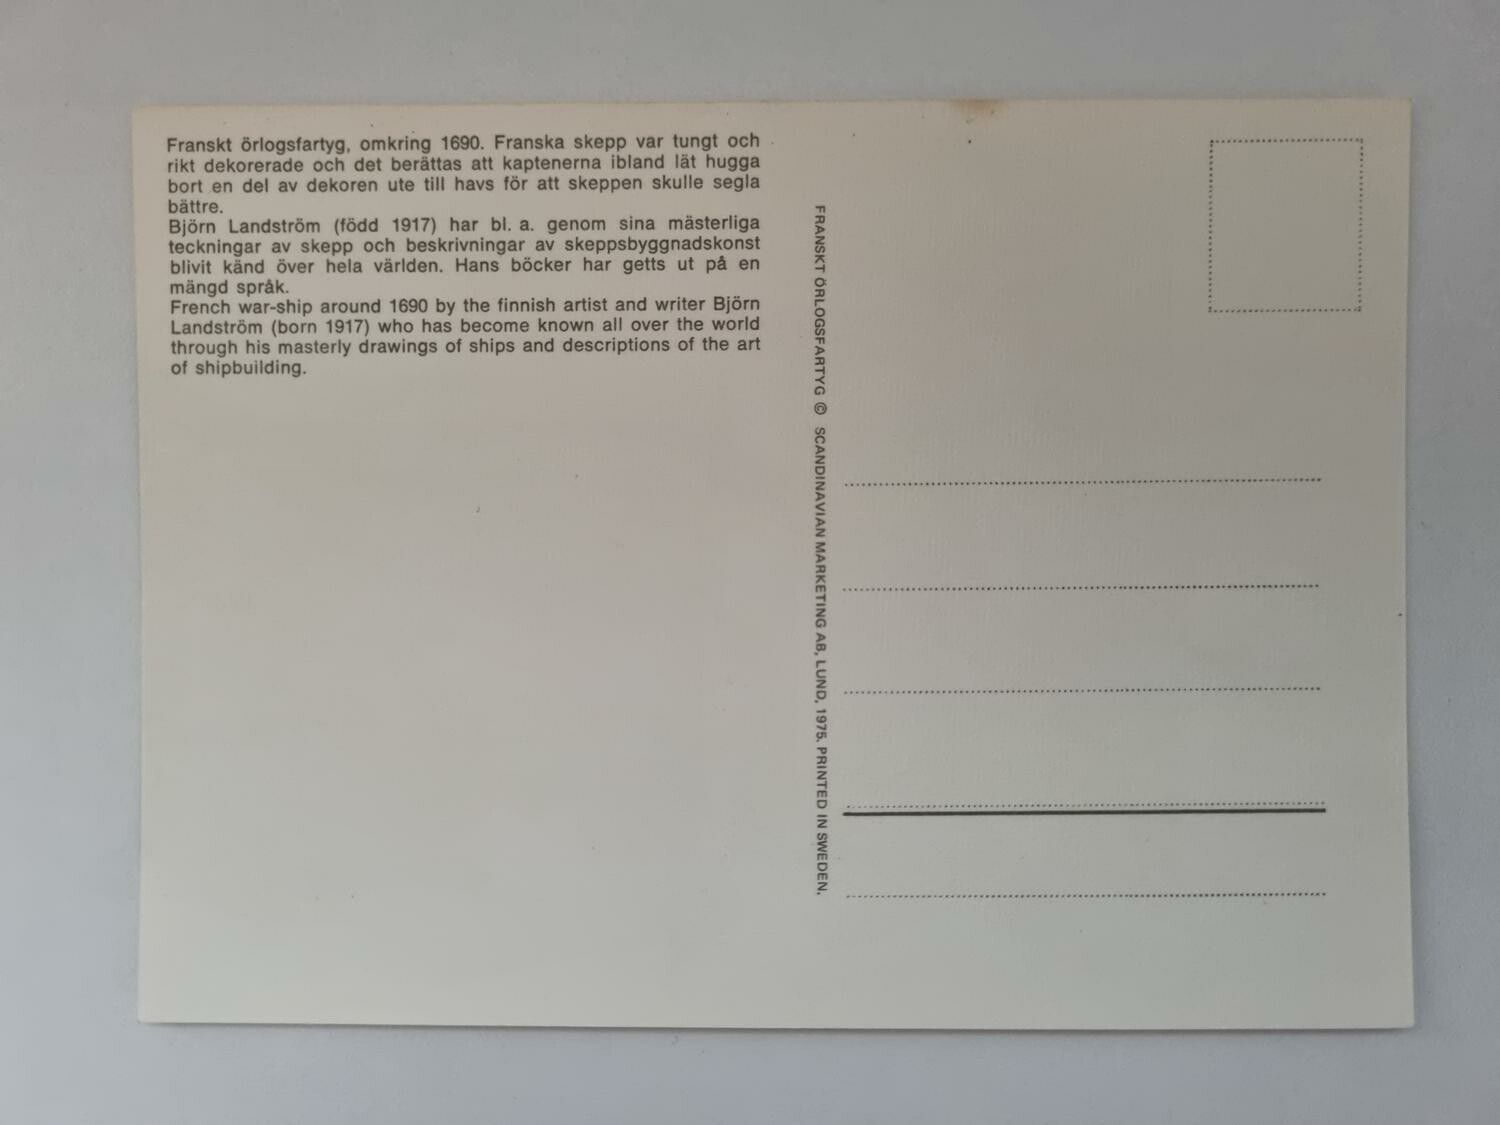 Franskt örlogsfartyg, omkring 1690. Franska skepp var tungt och
rikt dekorerade och det berättas att kaptenerna ibland lät hugga
bort en del av dekoren ute till havs för att skeppen skulle segla
bättre.
Björn Landström (född 1917) har bl. a. genom sina mästerliga
teckningar av skepp och beskrivningar av skeppsbyggnadskonst
blivit känd över hela världen. Hans böcker har getts ut på en
mängd språk.
French war-ship around 1690 by the finnish artist and writer Björn
Landström (born 1917) who has become known all over the world
through his masterly drawings of ships and descriptions of the art
of shipbuilding.
FRANSKT ÖRLOGSFARTYG © SCANDINAVIAN MARKETING AB, LUND, 1975. PRINTED IN SWEDEN.